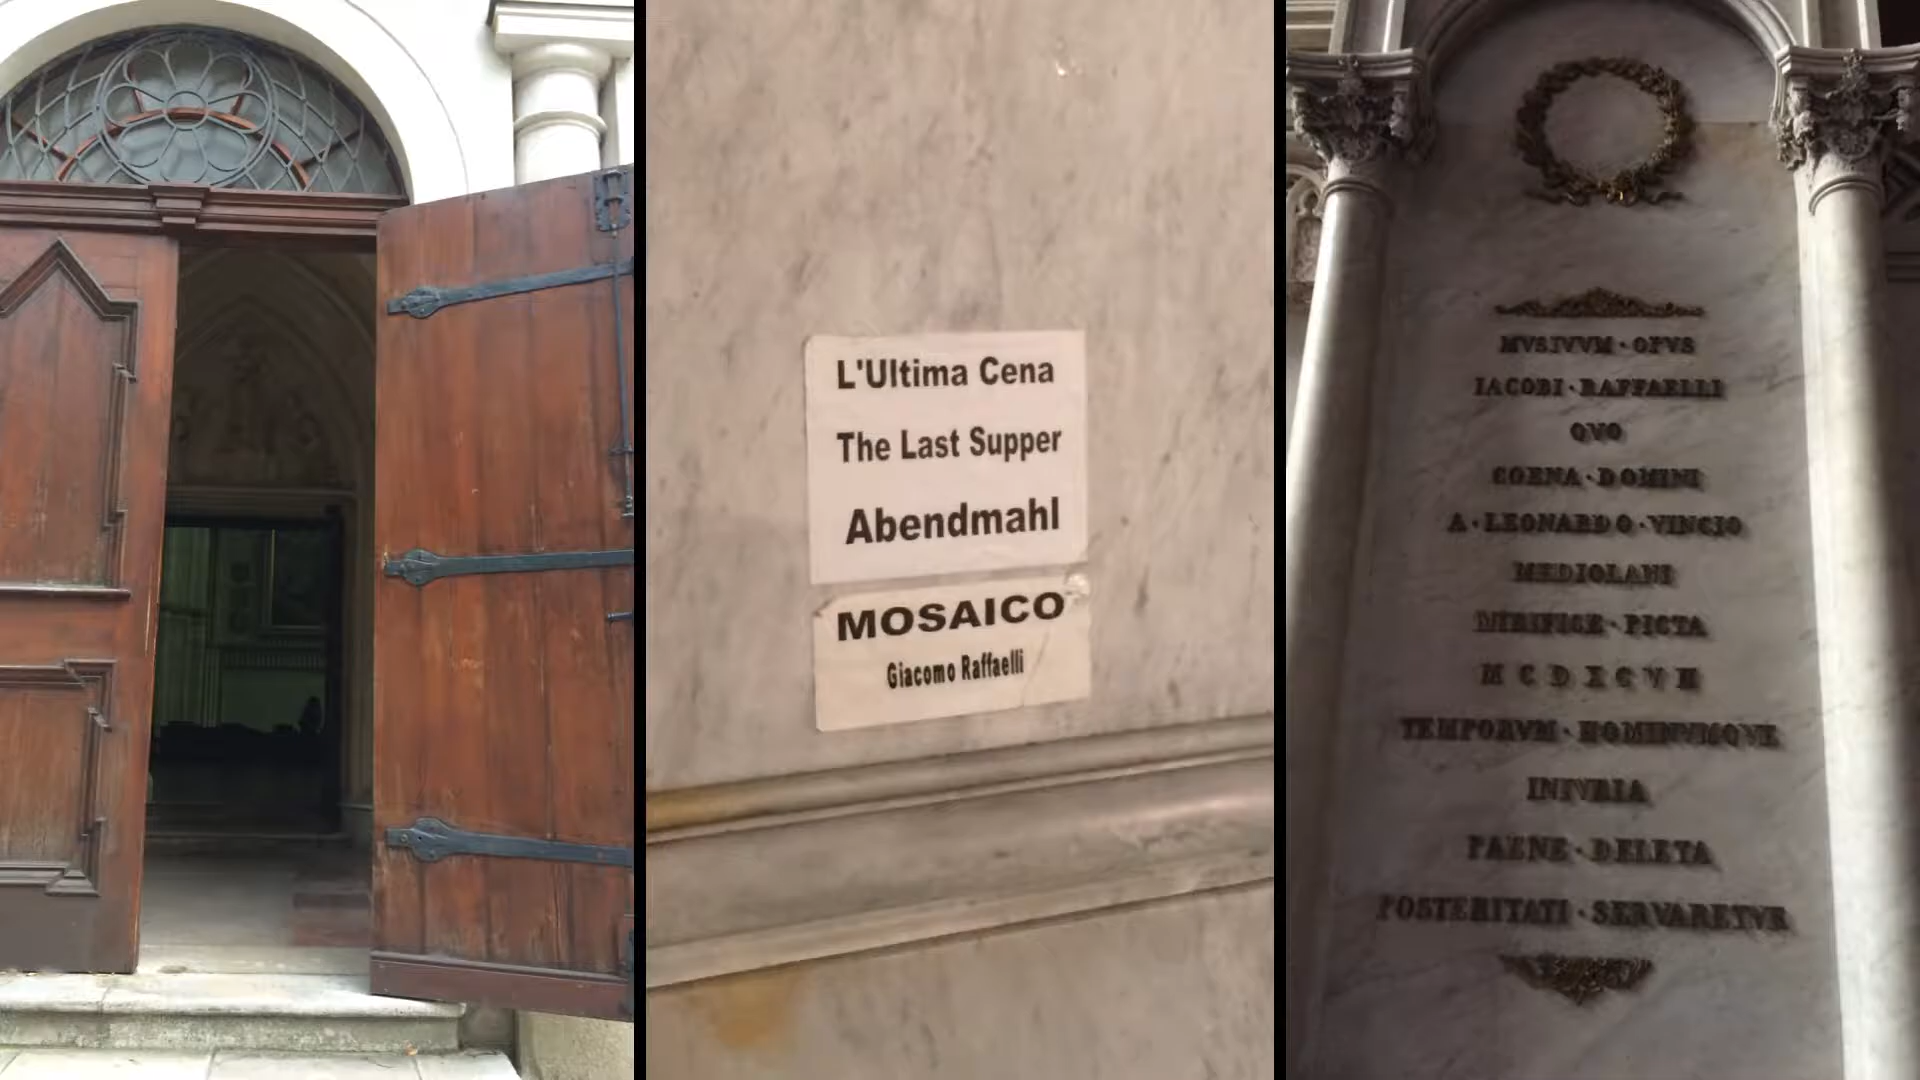 L'Ultima Cena
The Last Supper
Abendmahl
MOSAICO
Giacomo Raffaelli
MVSIVVM · OPVS
IACOBI · RAFFAELLI
QVO
COENA · DOMINI
A · LEONARDO · VINCIO
MEDIOLANI
MIRIFICE · PICTA
TEMPORVM · HOMINVMQVE
INIVRIA
PAENE · DELETA
POSTERITATI · SERVARETVR